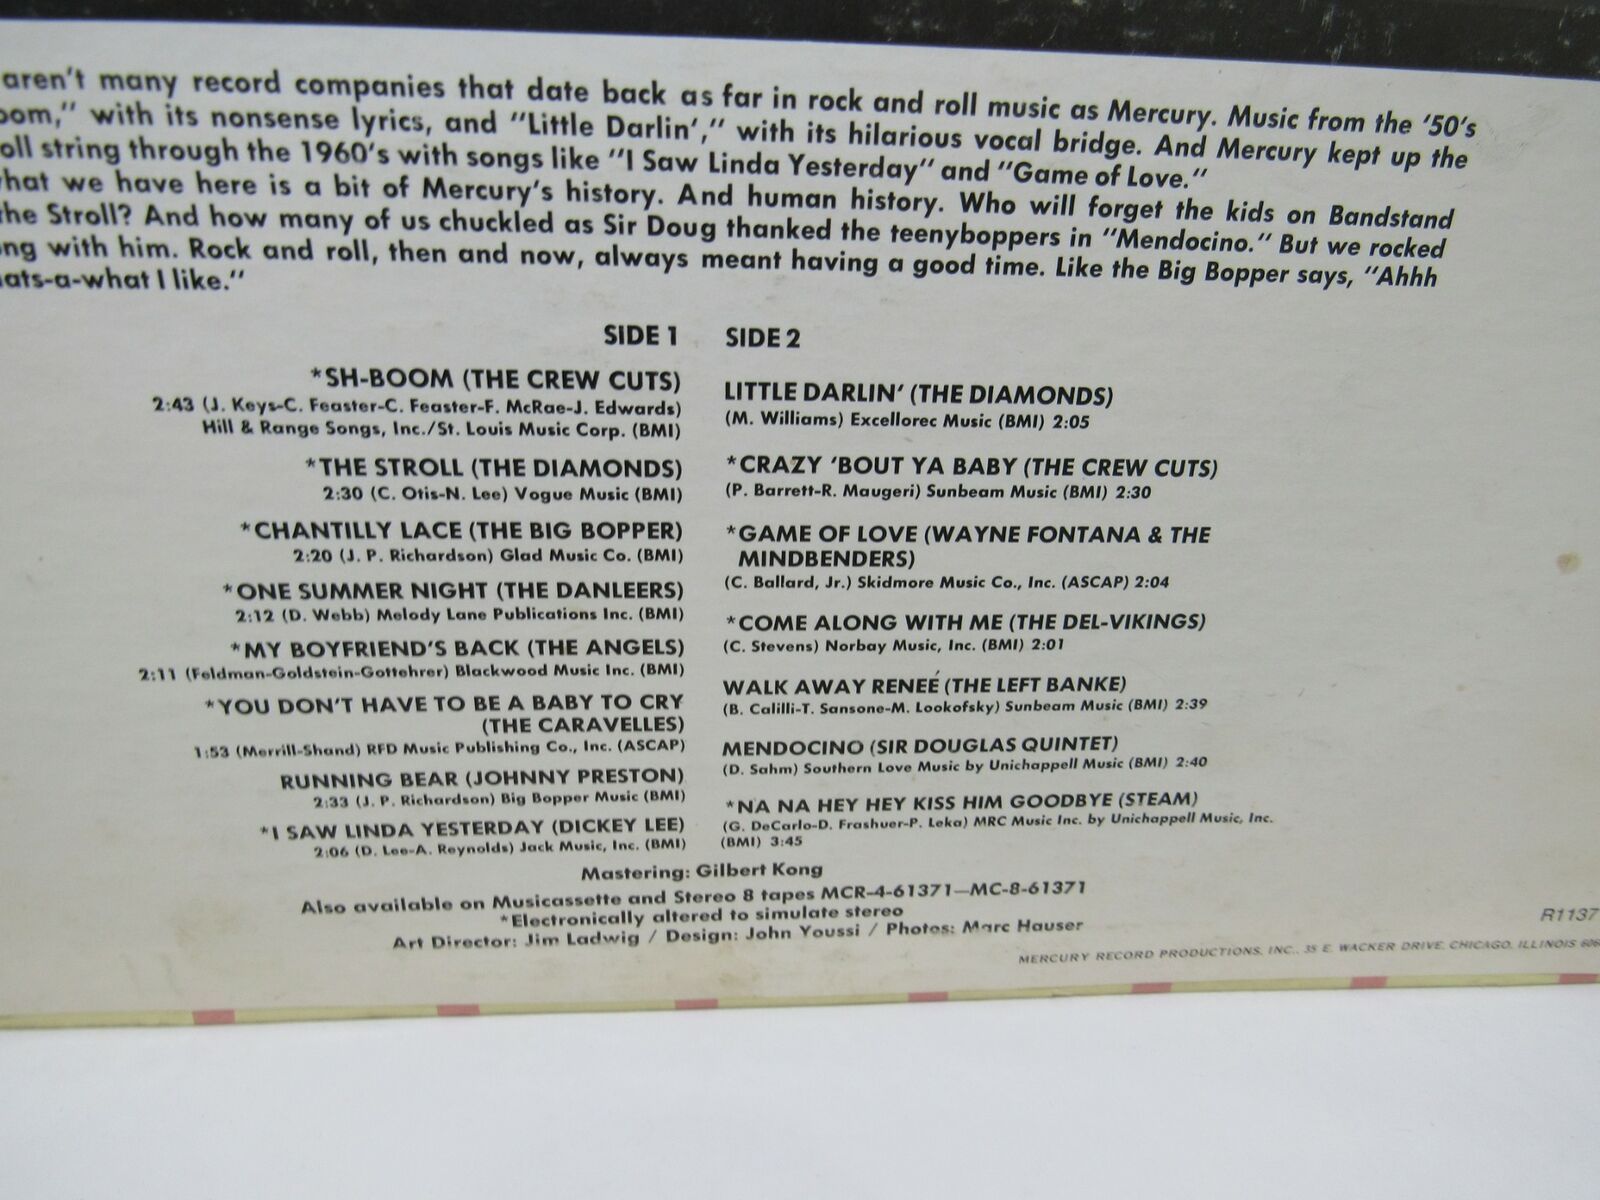 aren't many record companies that date back as far in rock and roll music as Mercury. Music from the '50's
with its nonsense lyrics, and "Little Darlin'," with its hilarious vocal bridge. And Mercury kept up the
string through the 1960's with songs like "I Saw Linda Yesterday" and "Game of Love."
what we have here is a bit of Mercury's history. And human history. Who will forget the kids on Bandstand
the Stroll? And how many of us chuckled as Sir Doug thanked the teenyboppers in "Mendocino." But we rocked
with him. Rock and roll, then and now, always meant having a good time. Like the Big Bopper says, "Ahhh
I like."
SIDE 1
*SH-BOOM (THE CREW CUTS)
2:43 (J. Keys-C. Feaster-C. Feaster-F. McRae-J. Edwards)
Hill & Range Songs, Inc./St. Louis Music Corp. (BMI)
*THE STROLL (THE DIAMONDS)
2:30 (C. Otis-N. Lee) Vogue Music (BMI)
*CHANTILLY LACE (THE BIG BOPPER)
2:20 (J. P. Richardson) Glad Music Co. (BMI)
*ONE SUMMER NIGHT (THE DANLEERS)
2:12 (D. Webb) Melody Lane Publications Inc. (BMI)
*MY BOYFRIEND'S BACK (THE ANGELS)
2:11 (Feldman-Goldstein-Gottehrer) Blackwood Music Inc. (BMI)
*YOU DON'T HAVE TO BE A BABY TO CRY
(THE CARAVELLES)
1:53 (Merrill-Shand) RFD Music Publishing Co., Inc. (ASCAP)
RUNNING BEAR (JOHNNY PRESTON)
2:33 (J. P. Richardson) Big Bopper Music (BMI)
*I SAW LINDA YESTERDAY (DICKEY LEE)
2:06 (D. Lee-A. Reynolds) Jack Music, Inc. (BMI)
SIDE 2
LITTLE DARLIN' (THE DIAMONDS)
(M. Williams) Excellorec Music (BMI) 2:05
*CRAZY 'BOUT YA BABY (THE CREW CUTS)
(P. Barrett-R. Maugeri) Sunbeam Music (BMI) 2:30
*GAME OF LOVE (WAYNE FONTANA & THE
MINDBENDERS)
(C. Ballard, Jr.) Skidmore Music Co., Inc. (ASCAP) 2:04
*COME ALONG WITH ME (THE DEL-VIKINGS)
(C. Stevens) Norbay Music, Inc. (BMI) 2:01
WALK AWAY RENEÉ (THE LEFT BANKE)
(B. Calilli-T. Sansone-M. Lookofsky) Sunbeam Music (BMI) 2:39
MENDOCINO (SIR DOUGLAS QUINTET)
(D. Sahm) Southern Love Music by Unichappell Music (BMI) 2:40
*NA NA HEY HEY KISS HIM GOODBYE (STEAM)
(G. DeCarlo-D. Frashuer-P. Leka) MRC Music Inc. by Unichappell Music, Inc.
(BMI) 3:45
Mastering: Gilbert Kong
Also available on Musicassette and Stereo 8 tapes MCR-4-61371—MC-8-61371
*Electronically altered to simulate stereo
Art Director: Jim Ladwig / Design: John Youssi / Photos: Marc Hauser
R1137
MERCURY RECORD PRODUCTIONS, INC., 35 E. WACKER DRIVE, CHICAGO, ILLINOIS